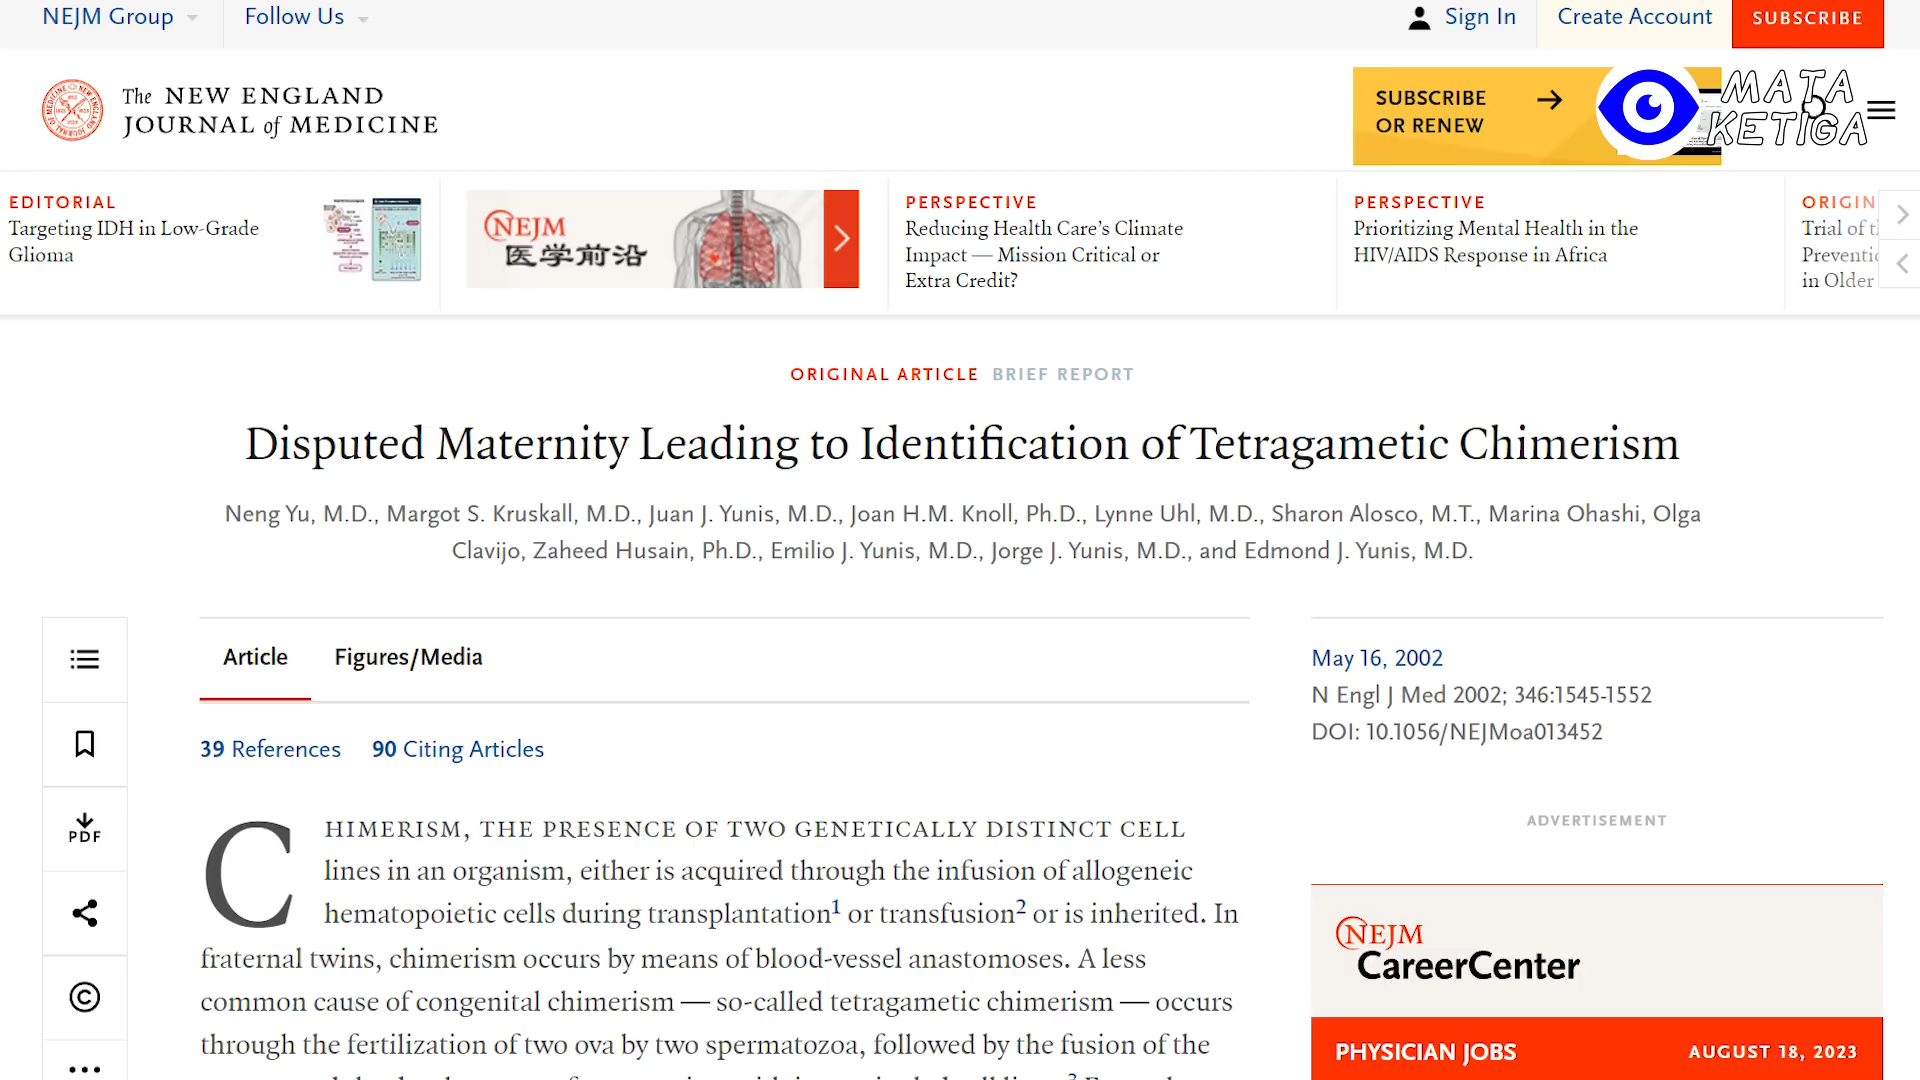 NEJM Group
Follow Us
Sign In
Create Account
SUBSCRIBE
The NEW ENGLAND
JOURNAL of MEDICINE
SUBSCRIBE
OR RENEW
MATA
KETIGA
EDITORIAL
Targeting IDH in Low-Grade
Glioma
NEJM
医学前沿
PERSPECTIVE
Reducing Health Care’s Climate
Impact — Mission Critical or
Extra Credit?
PERSPECTIVE
Prioritizing Mental Health in the
HIV/AIDS Response in Africa
ORIGIN
Trial of t
Preventi
in Older
ORIGINAL ARTICLE BRIEF REPORT
Disputed Maternity Leading to Identification of Tetragametic Chimerism
Neng Yu, M.D., Margot S. Kruskall, M.D., Juan J. Yunis, M.D., Joan H.M. Knoll, Ph.D., Lynne Uhl, M.D., Sharon Alosco, M.T., Marina Ohashi, Olga
Clavijo, Zaheed Husain, Ph.D., Emilio J. Yunis, M.D., Jorge J. Yunis, M.D., and Edmond J. Yunis, M.D.
Article
Figures/Media
39 References
90 Citing Articles
CHIMERISM, THE PRESENCE OF TWO GENETICALLY DISTINCT CELL
lines in an organism, either is acquired through the infusion of allogeneic
hematopoietic cells during transplantation1 or transfusion2 or is inherited. In
fraternal twins, chimerism occurs by means of blood-vessel anastomoses. A less
common cause of congenital chimerism — so-called tetragametic chimerism — occurs
through the fertilization of two ova by two spermatozoa, followed by the fusion of the
PDF
May 16, 2002
N Engl J Med 2002; 346:1545-1552
DOI: 10.1056/NEJMoa013452
ADVERTISEMENT
NEJM
CareerCenter
PHYSICIAN JOBS
AUGUST 18, 2023